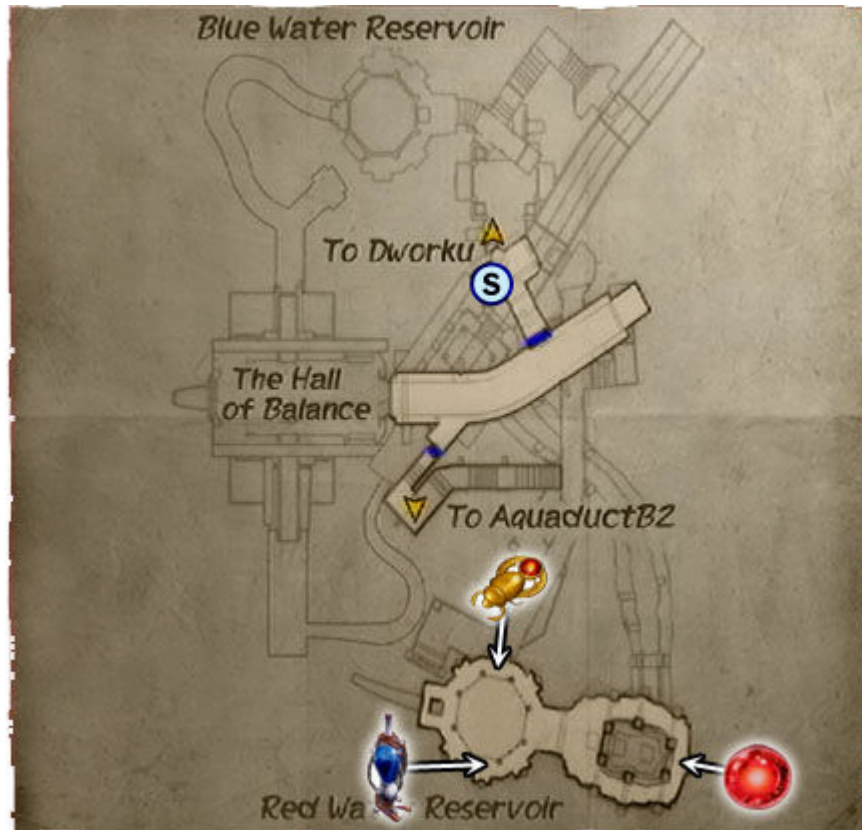 Blue Water Reservoir
To Dworku
S
The Hall
of Balance
To AquaductB2
Red Wa Reservoir